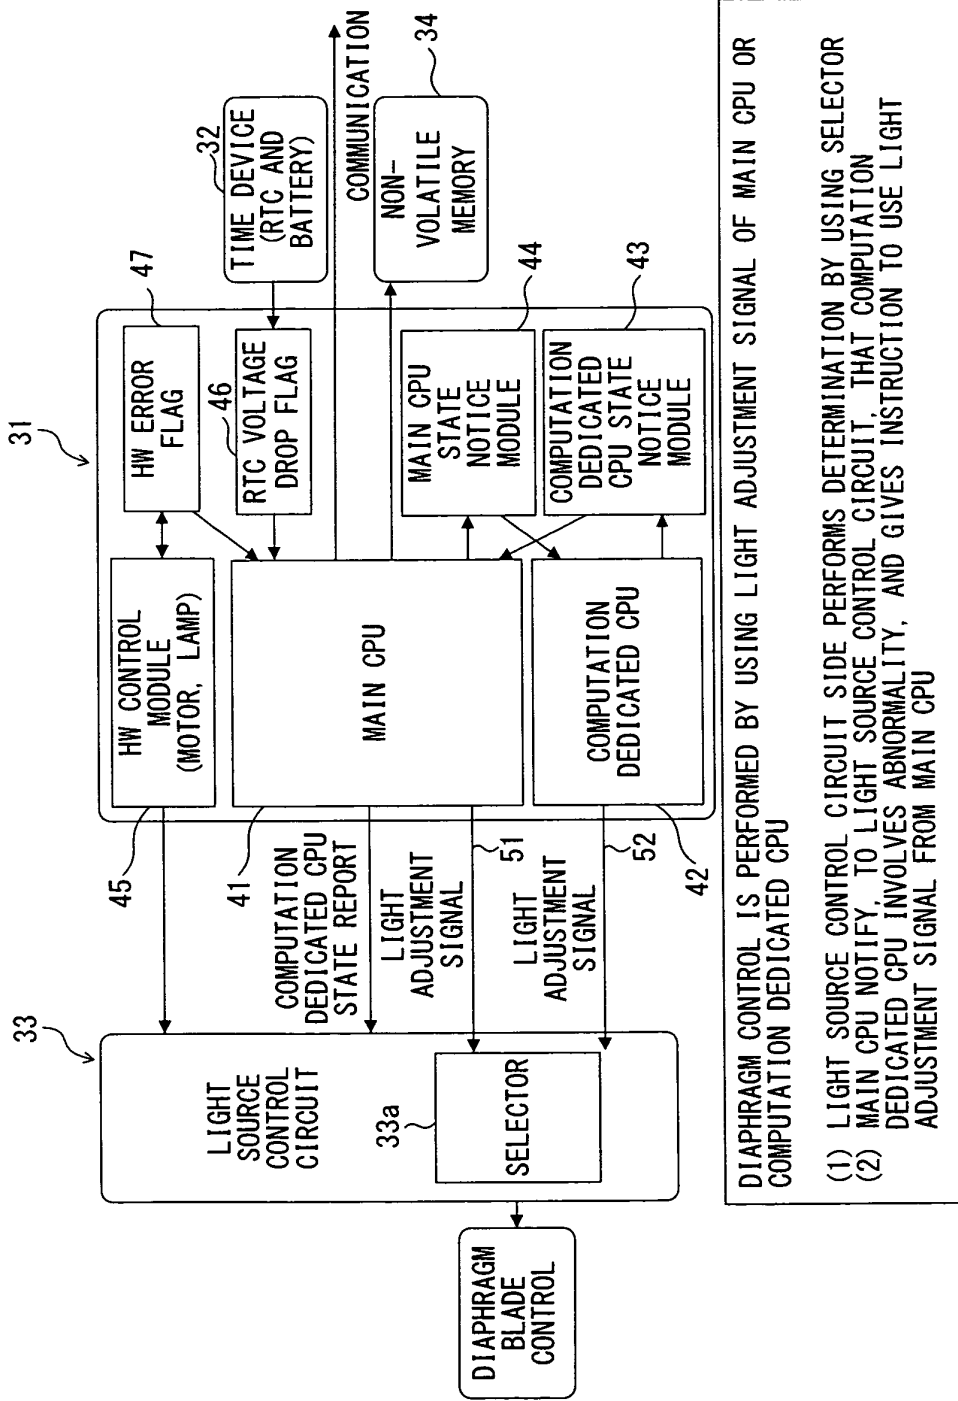 31
47
HW ERROR
FLAG
32
TIME DEVICE
(RTC AND
BATTERY)
46
RTC VOLTAGE
DROP FLAG
COMMUNICATION
34
NON-
VOLATILE
MEMORY
44
MAIN CPU
STATE
NOTICE
MODULE
43
COMPUTATION
DEDICATED
CPU STATE
NOTICE
MODULE
HW CONTROL
MODULE
(MOTOR, LAMP)
45
MAIN CPU
41
COMPUTATION
DEDICATED CPU
42
COMPUTATION
DEDICATED CPU
STATE REPORT
LIGHT
ADJUSTMENT
SIGNAL
51
LIGHT
ADJUSTMENT
SIGNAL
52
33
LIGHT
SOURCE
CONTROL
CIRCUIT
33a
SELECTOR
DIAPHRAGM
BLADE
CONTROL
DIAPHRAGM CONTROL IS PERFORMED BY USING LIGHT ADJUSTMENT SIGNAL OF MAIN CPU OR
COMPUTATION DEDICATED CPU
(1) LIGHT SOURCE CONTROL CIRCUIT SIDE PERFORMS DETERMINATION BY USING SELECTOR
(2) MAIN CPU NOTIFY, TO LIGHT SOURCE CONTROL CIRCUIT, THAT COMPUTATION
DEDICATED CPU INVOLVES ABNORMALITY, AND GIVES INSTRUCTION TO USE LIGHT
ADJUSTMENT SIGNAL FROM MAIN CPU